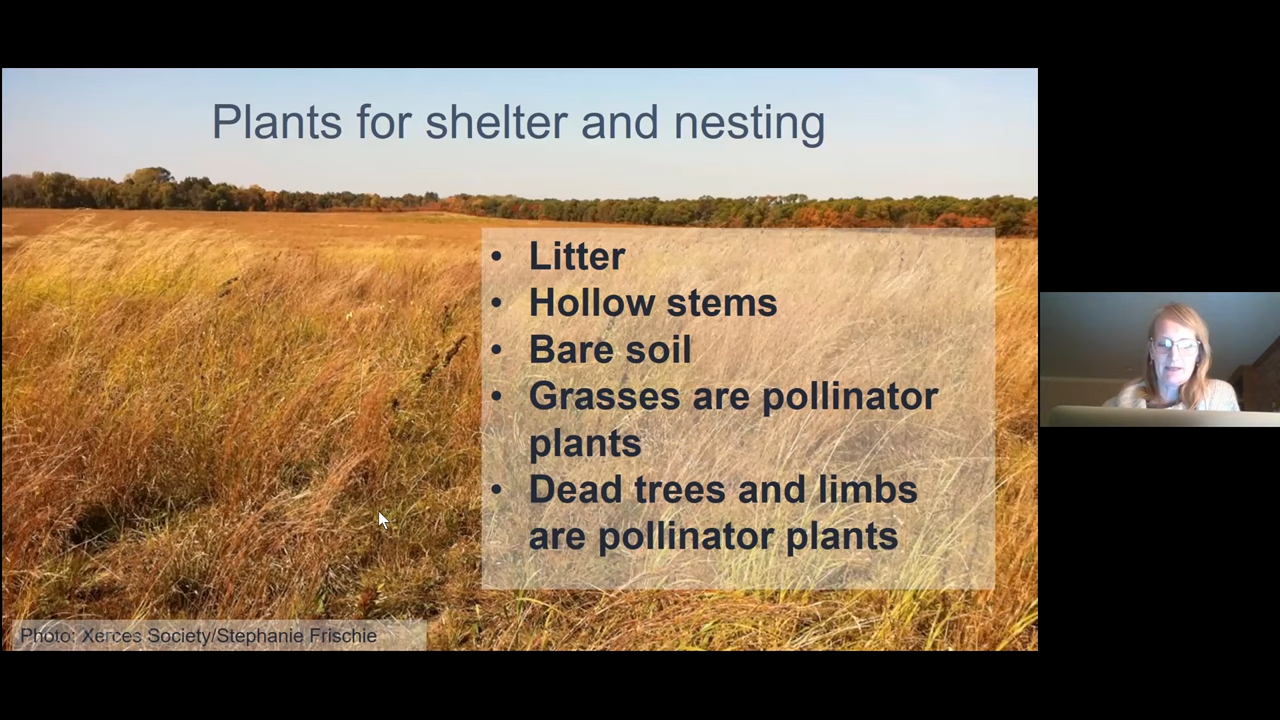 Plants for shelter and nesting
• Litter
• Hollow stems
• Bare soil
• Grasses are pollinator
plants
• Dead trees and limbs
are pollinator plants
Photo: Xerces Society/Stephanie Frischie